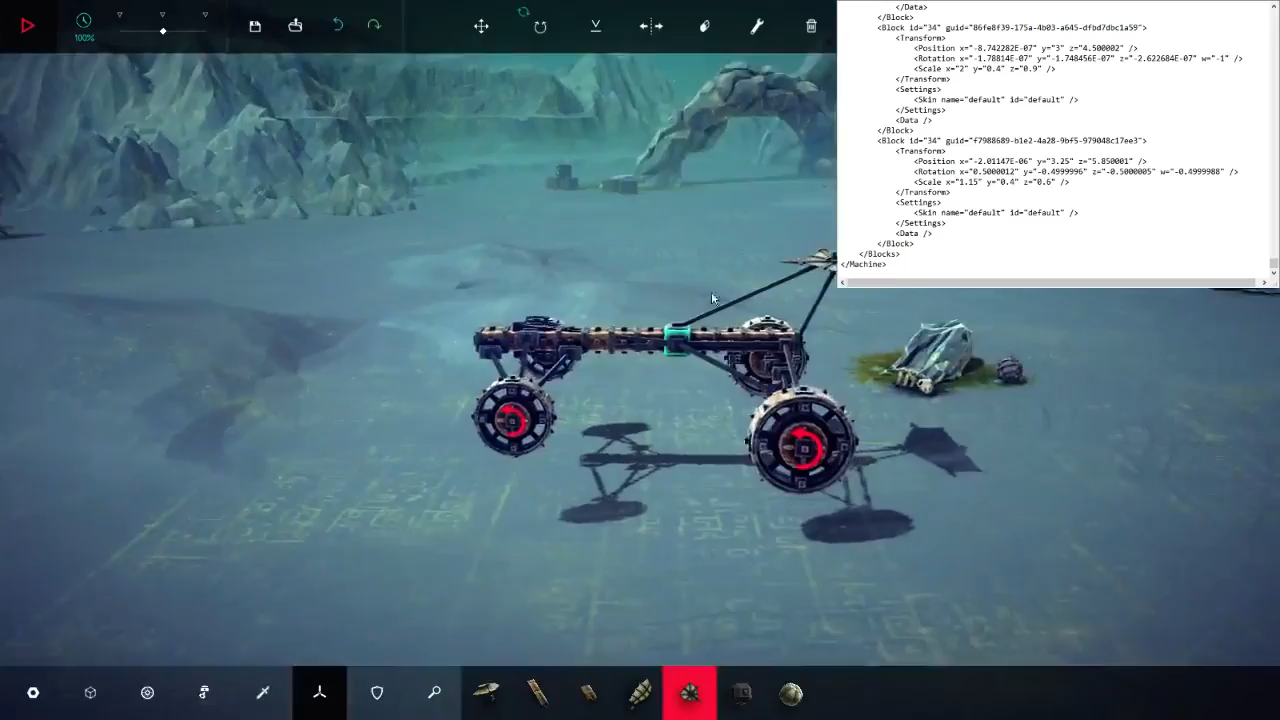 100%
</Data>
</Block>
<Block id="34" guid="86fe8f39-175a-4b03-a645-dfbd7dbc1a59">
<Transform>
<Position x="-8.742282E-07" y="3" z="4.500002" />
<Rotation x="-1.78814E-07" y="-1.748456E-07" z="-2.622684E-07" w="-1" />
<Scale x="2" y="0.4" z="0.9" />
</Transform>
<Settings>
<Skin name="default" id="default" />
</Settings>
<Data />
</Block>
<Block id="34" guid="f7988689-b1e2-4a28-9bf5-979048c17ee3">
<Transform>
<Position x="-2.01147E-06" y="3.25" z="5.850001" />
<Rotation x="0.5000012" y="-0.4999996" z="-0.5000005" w="-0.4999988" />
<Scale x="1.15" y="0.4" z="0.6" />
</Transform>
<Settings>
<Skin name="default" id="default" />
</Settings>
<Data />
</Block>
</Blocks>
</Machine>